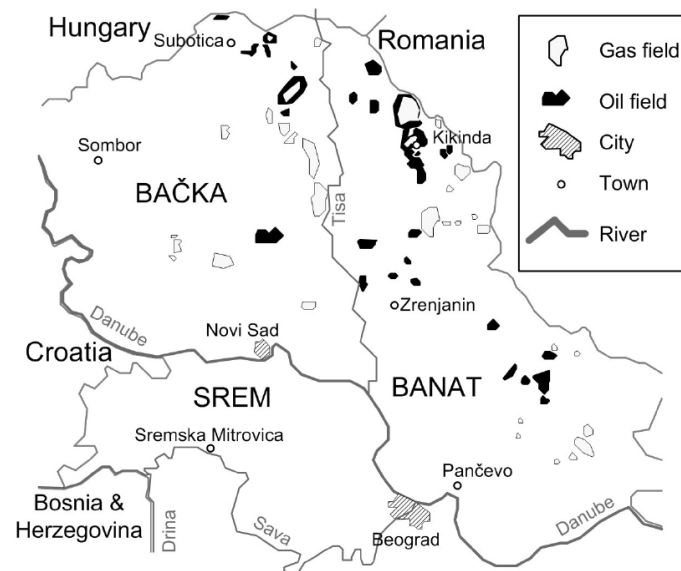 Hungary
Subotica
Romania
Sombor
Kikinda
BAČKA
Tisa
Zrenjanin
Danube
Novi Sad
Croatia
SREM
BANAT
Sremska Mitrovica
Pančevo
Bosnia &
Herzegovina
Drina
Sava
Beograd
Danube
Legend
Gas field
Oil field
City
Town
River